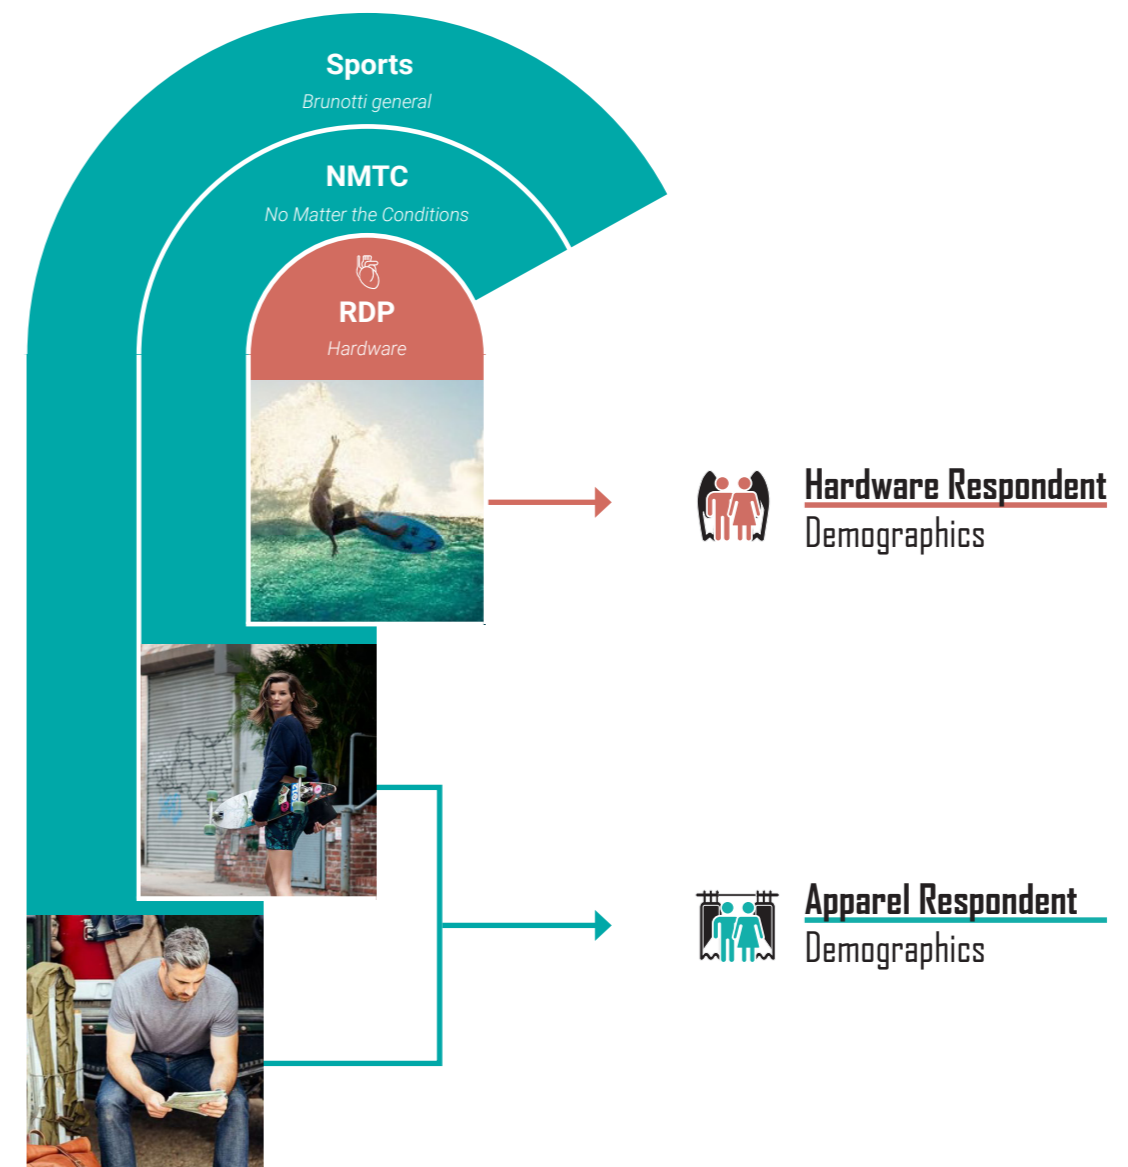 Sports
Brunotti general
NMTC
No Matter the Conditions
RDP
Hardware
Hardware Respondent
Demographics
Apparel Respondent
Demographics